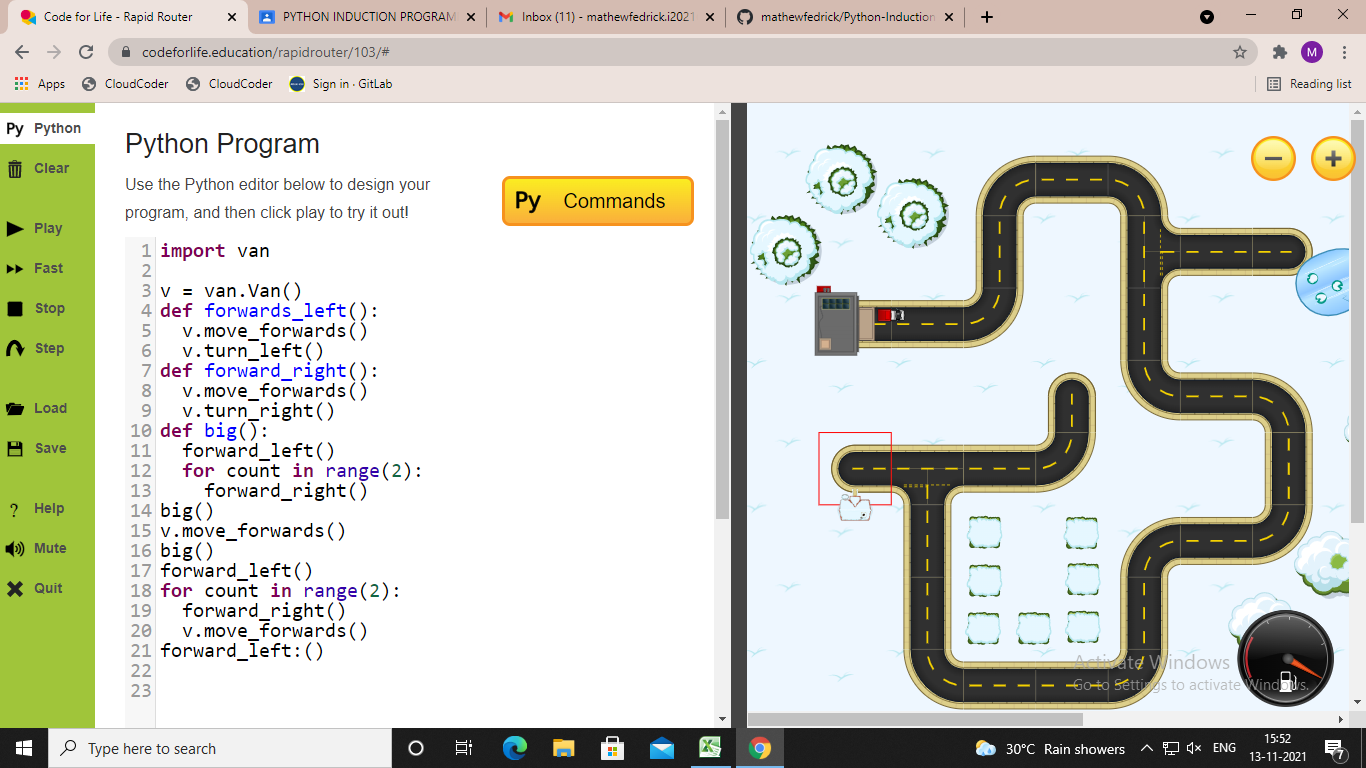 Code for Life - Rapid Router
PYTHON INDUCTION PROGRAM
Inbox (11) - mathewfedrick.i2021
mathewfedrick/Python-Induction
codeforlife.education/rapidrouter/103/#
M
Apps
CloudCoder
CloudCoder
Sign in · GitLab
Reading list
Py Python
Clear
Play
Fast
Stop
Step
Load
Save
? Help
Mute
Quit
Python Program
Use the Python editor below to design your
program, and then click play to try it out!
Py Commands
1 import van
2
3 v = van.Van()
4 def forwards_left():
5   v.move_forwards()
6   v.turn_left()
7 def forward_right():
8   v.move_forwards()
9   v.turn_right()
10 def big():
11   forward_left()
12   for count in range(2):
13     forward_right()
14 big()
15 v.move_forwards()
16 big()
17 forward_left()
18 for count in range(2):
19   forward_right()
20   v.move_forwards()
21 forward_left:()
22
23
Activate Windows
Go to Settings to activate Windows.
Type here to search
30°C Rain showers
ENG
15:52
13-11-2021
7